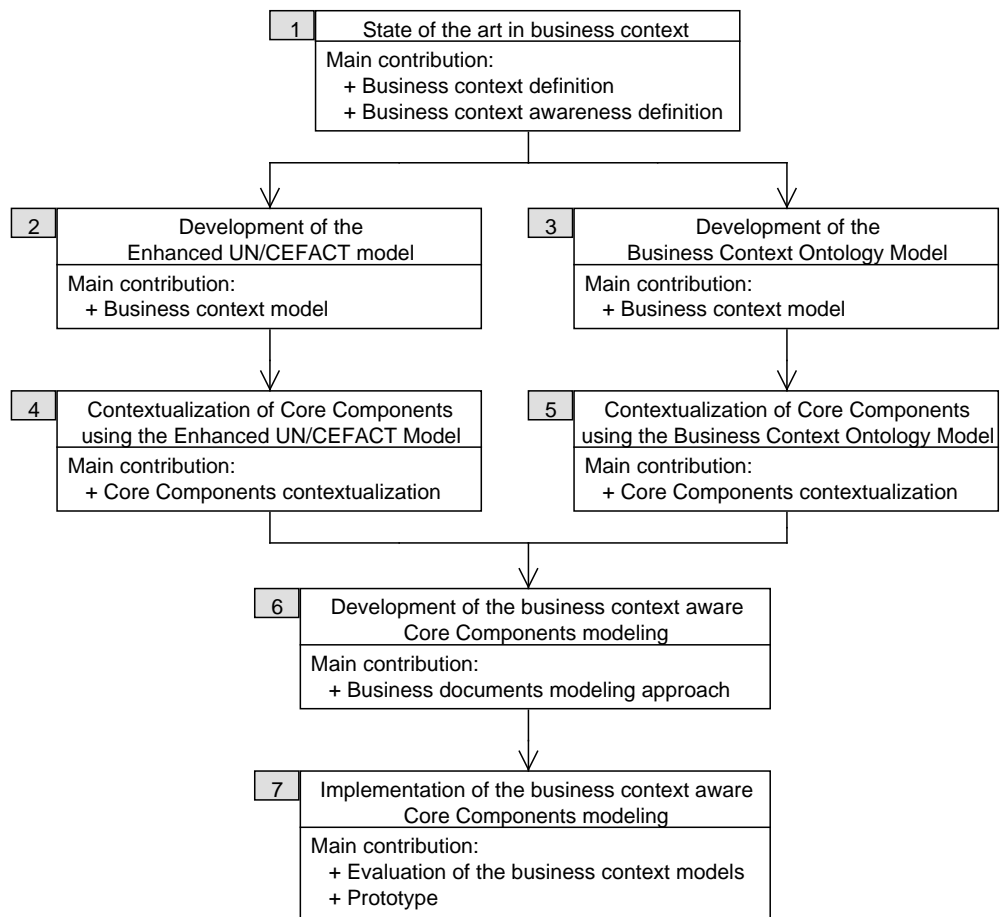 1
State of the art in business context
Main contribution:
+ Business context definition
+ Business context awareness definition
2
Development of the
Enhanced UN/CEFACT model
Main contribution:
+ Business context model
3
Development of the
Business Context Ontology Model
Main contribution:
+ Business context model
4
Contextualization of Core Components
using the Enhanced UN/CEFACT Model
Main contribution:
+ Core Components contextualization
5
Contextualization of Core Components
using the Business Context Ontology Model
Main contribution:
+ Core Components contextualization
6
Development of the business context aware
Core Components modeling
Main contribution:
+ Business documents modeling approach
7
Implementation of the business context aware
Core Components modeling
Main contribution:
+ Evaluation of the business context models
+ Prototype